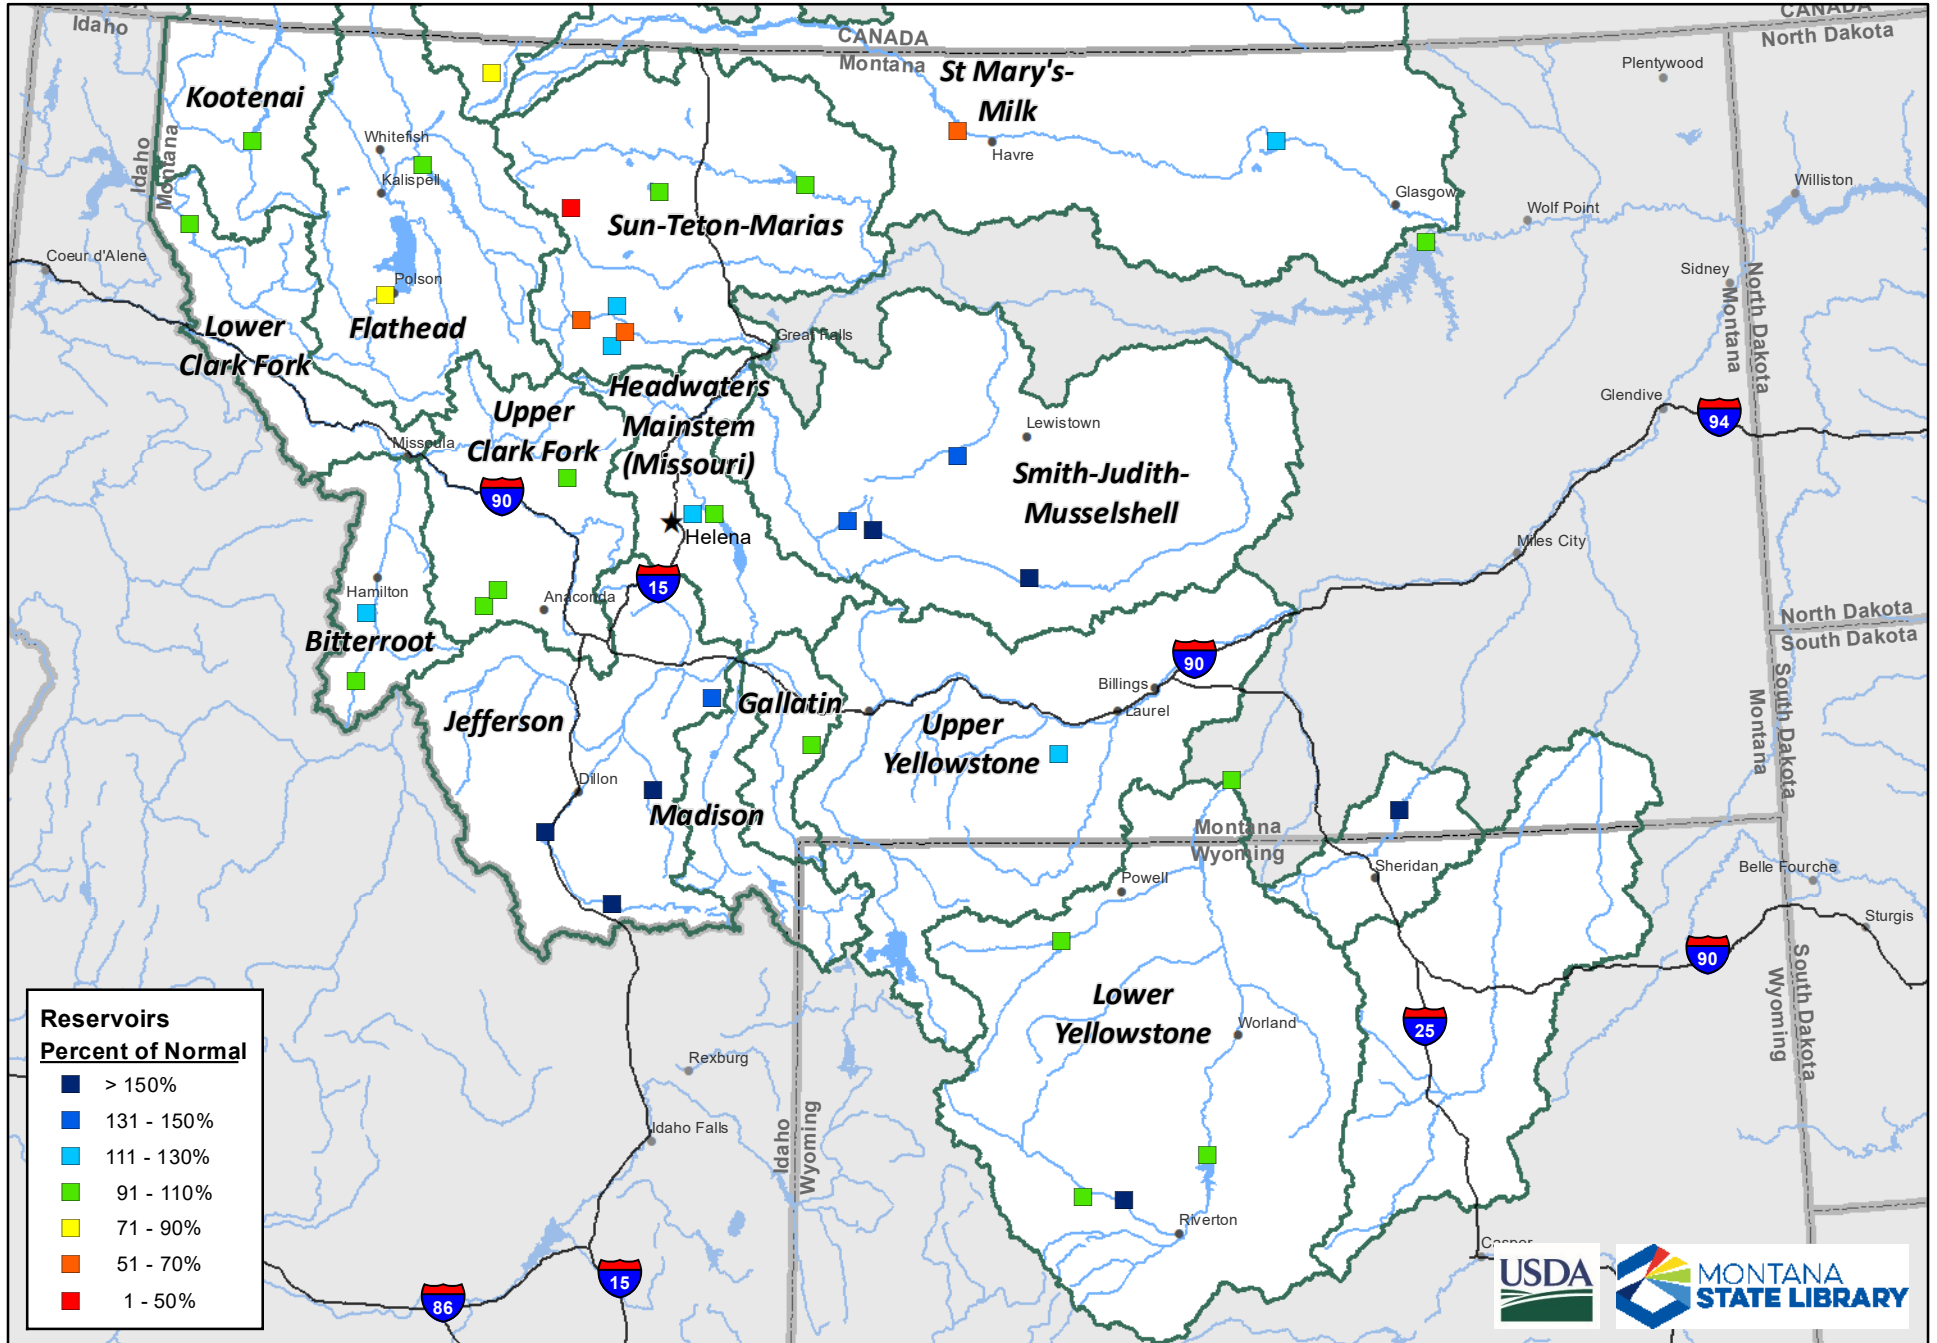 CANADA
Idaho
CANADA
Montana
CANADA
North Dakota
Kootenai
St Mary's-
Milk
Plentywood
Whitefish
Havre
Idaho
Montana
Kalispell
Glasgow
Williston
Wolf Point
Sun-Teton-Marias
Coeur d'Alene
Polson
Sidney
Montana
North Dakota
Lower
Clark Fork
Flathead
Great Falls
Headwaters
Mainstem
(Missouri)
Upper
Clark Fork
Missoula
Lewistown
Glendive
94
Smith-Judith-
Musselshell
90
Helena
Miles City
15
Hamilton
Anaconda
Bitterroot
North Dakota
South Dakota
90
Billings
Laurel
Montana
South Dakota
Jefferson
Gallatin
Upper
Yellowstone
Dillon
Madison
Montana
Wyoming
Sheridan
Powell
Belle Fourche
Sturgis
90
Wyoming
South Dakota
Lower
Yellowstone
Worland
25
Reservoirs
Percent of Normal
> 150%
131 - 150%
111 - 130%
91 - 110%
71 - 90%
51 - 70%
1 - 50%
Rexburg
Idaho Falls
Idaho
Wyoming
Riverton
Casper
15
86
USDA
MONTANA
STATE LIBRARY